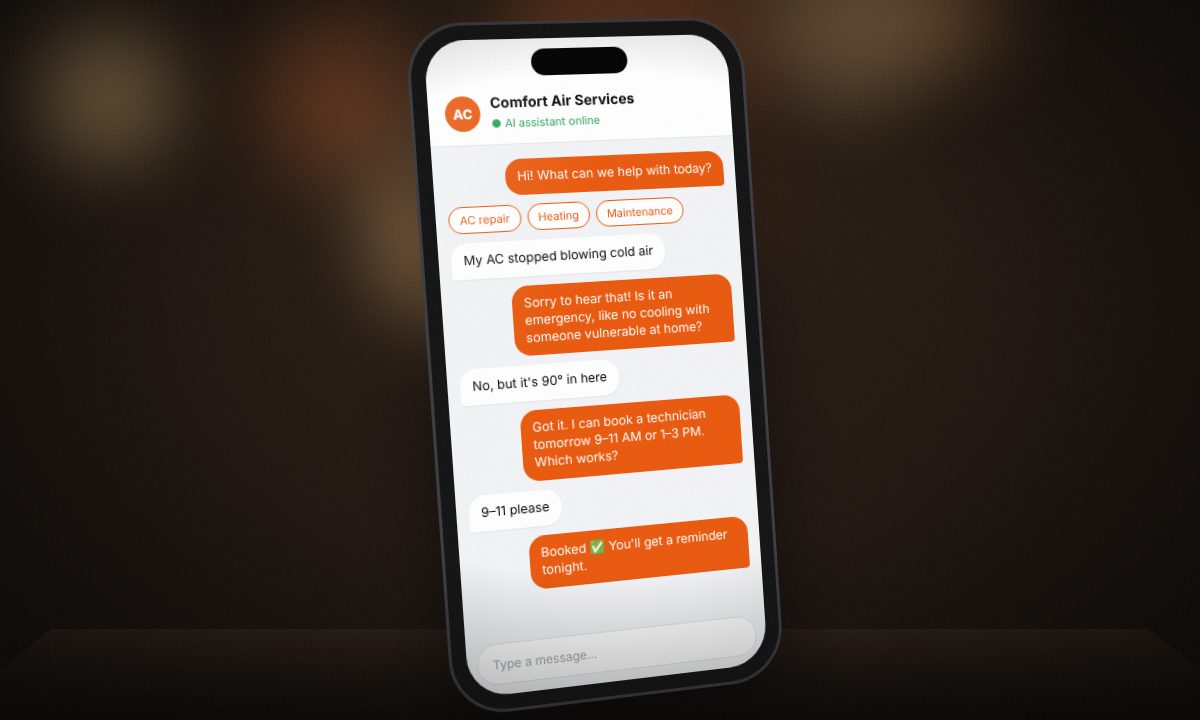 AC
Comfort Air Services
AI assistant online
Hi! What can we help with today?
AC repair
Heating
Maintenance
My AC stopped blowing cold air
Sorry to hear that! Is it an
emergency, like no cooling with
someone vulnerable at home?
No, but it's 90° in here
Got it. I can book a technician
tomorrow 9–11 AM or 1–3 PM.
Which works?
9–11 please
Booked ✅ You'll get a reminder
tonight.
Type a message...